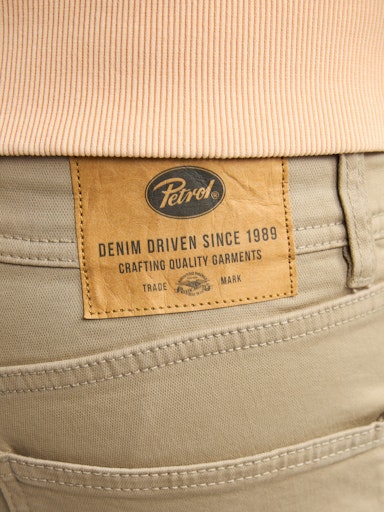 Petrol®
DENIM DRIVEN SINCE 1989
CRAFTING QUALITY GARMENTS
TRADE MARK